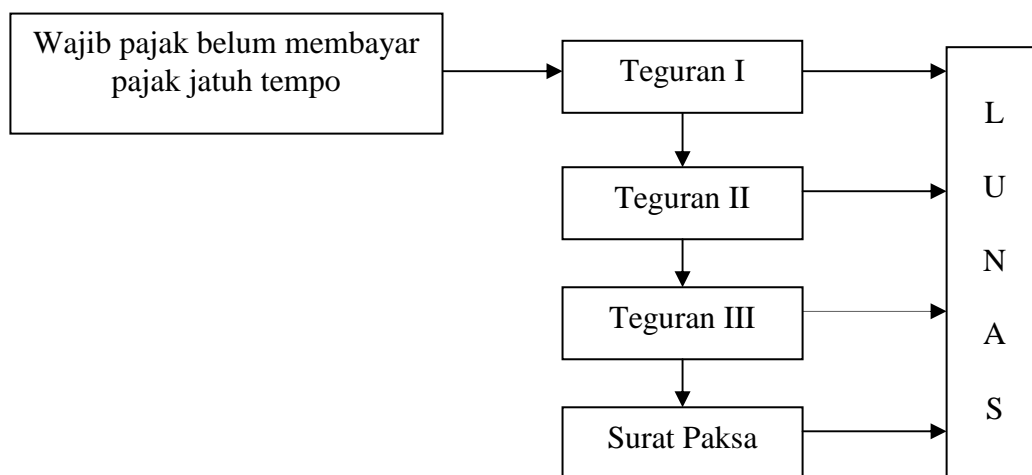 Wajib pajak belum membayar
pajak jatuh tempo
Teguran I
Teguran II
Teguran III
Surat Paksa
L
U
N
A
S